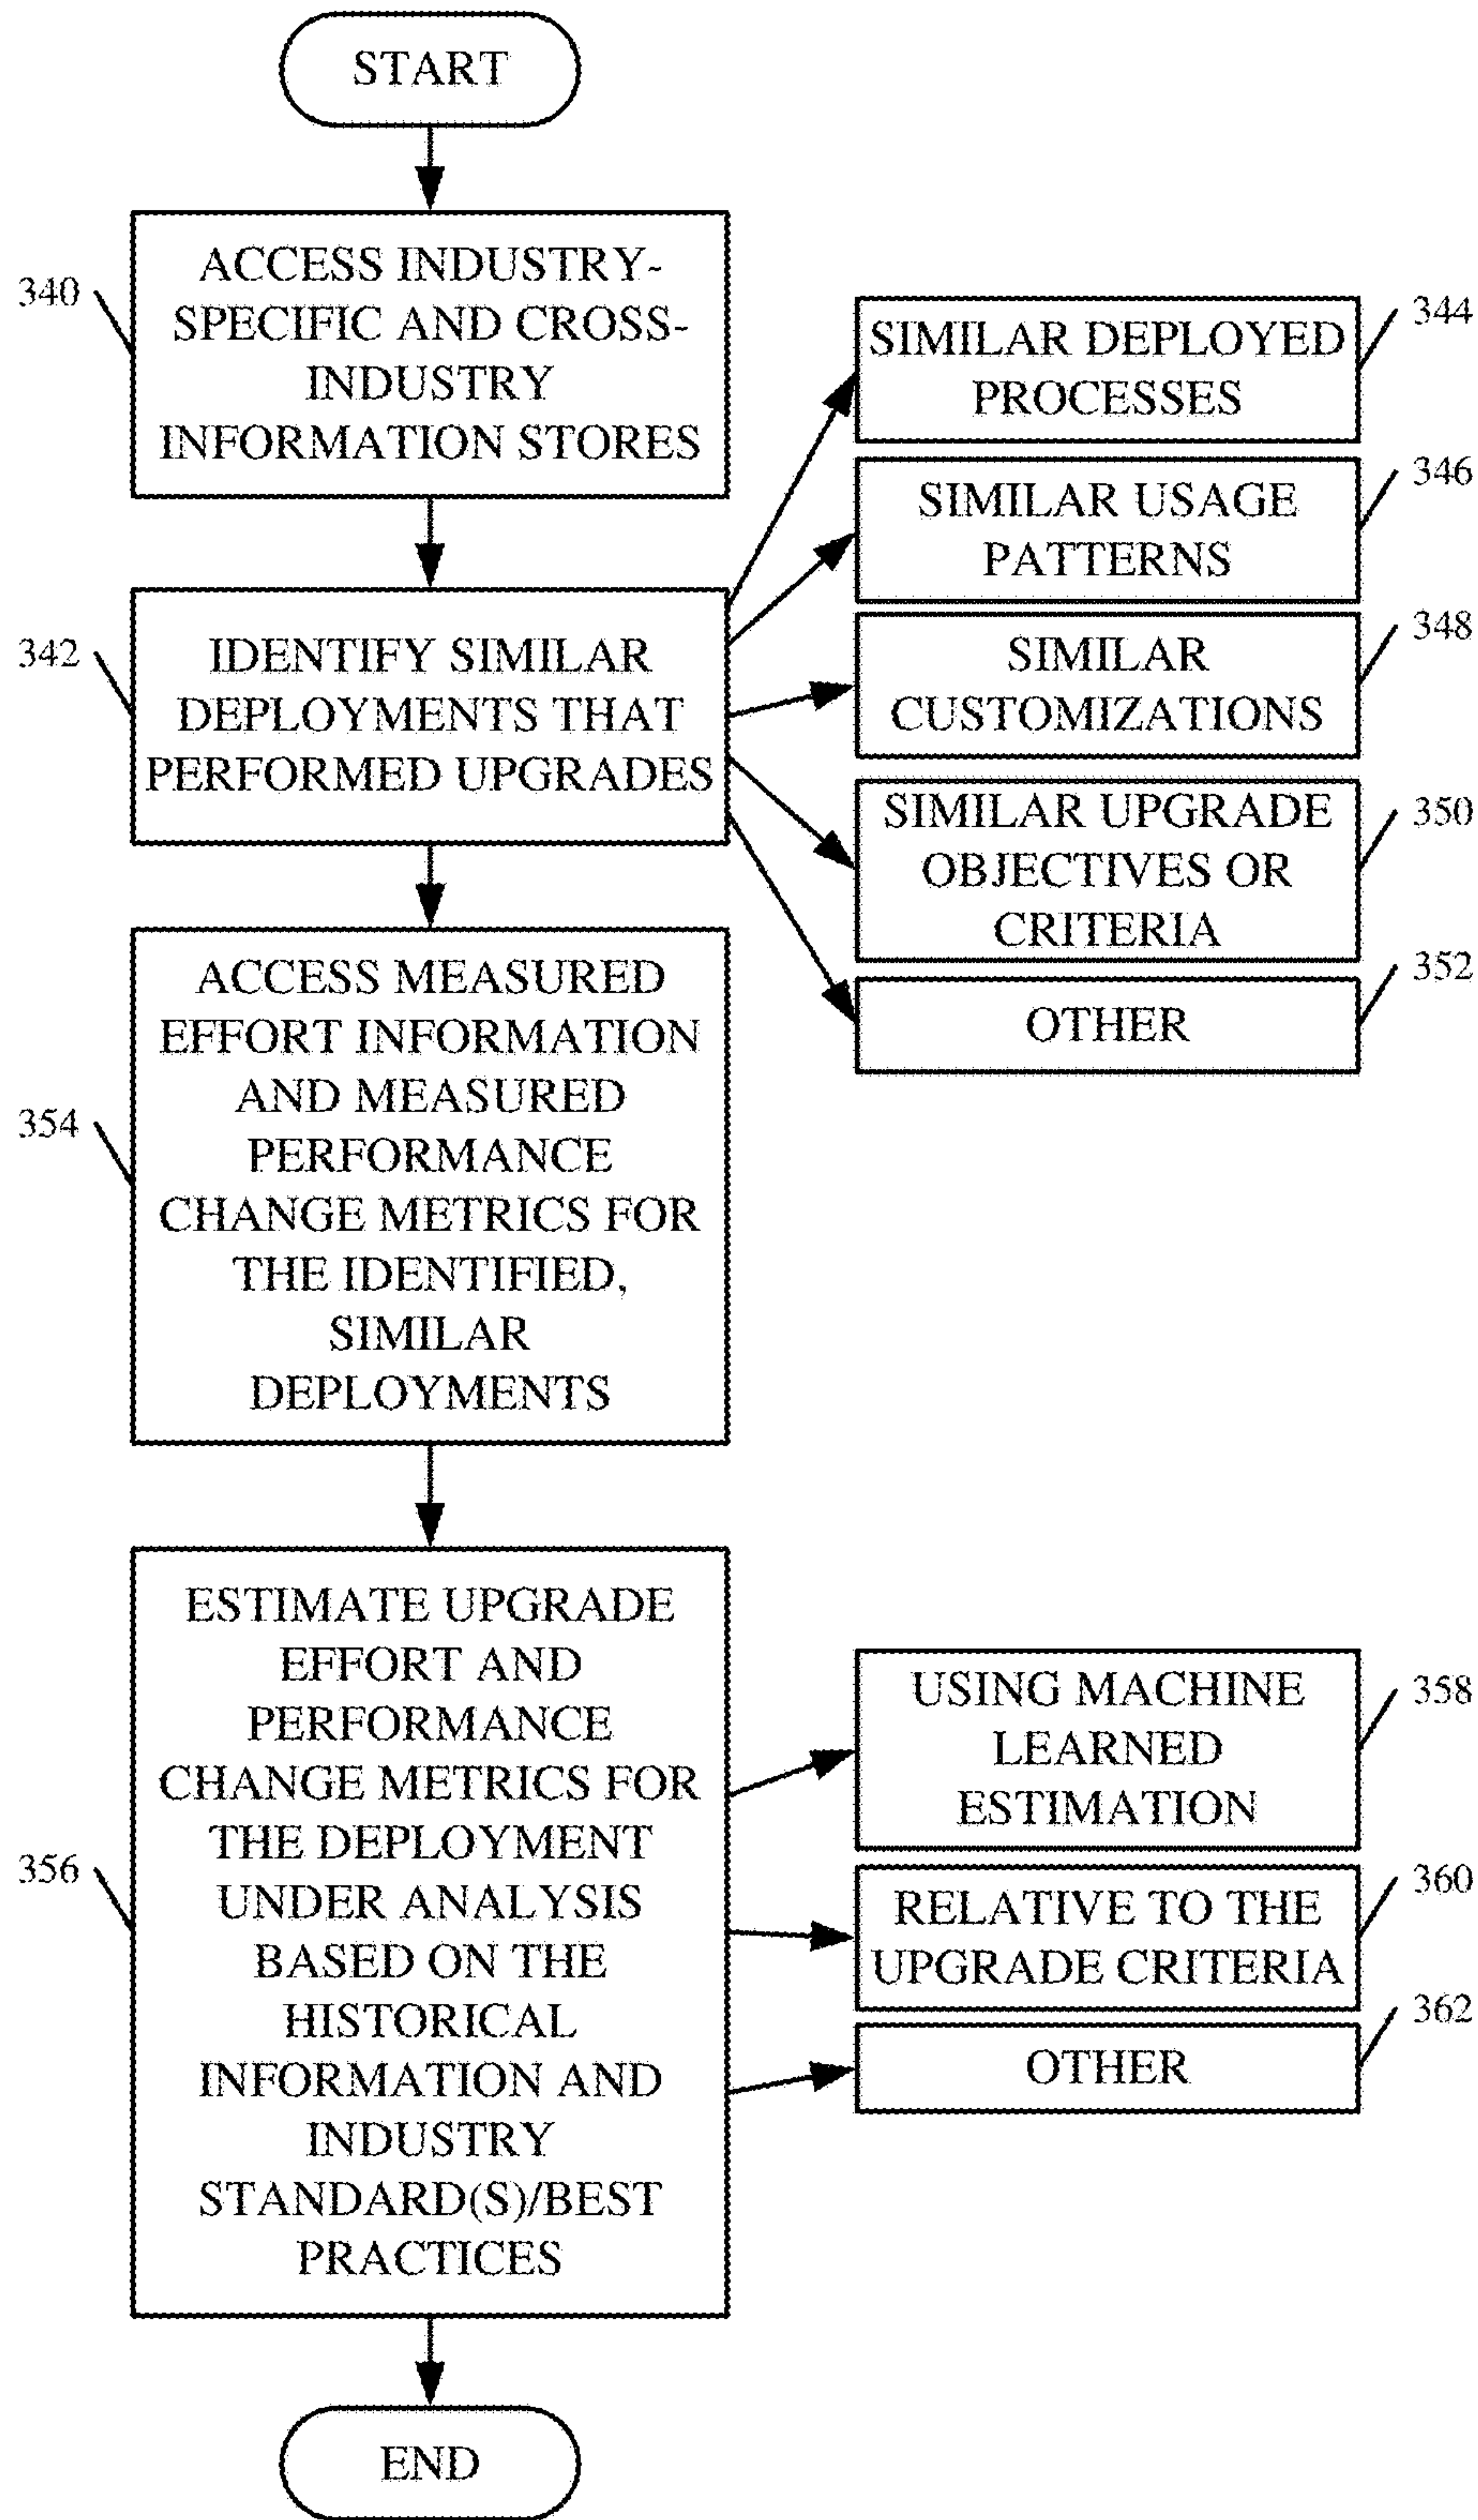 START
340
ACCESS INDUSTRY-
SPECIFIC AND CROSS-
INDUSTRY
INFORMATION STORES
342
IDENTIFY SIMILAR
DEPLOYMENTS THAT
PERFORMED UPGRADES
SIMILAR DEPLOYED
PROCESSES
344
SIMILAR USAGE
PATTERNS
346
SIMILAR
CUSTOMIZATIONS
348
SIMILAR UPGRADE
OBJECTIVES OR
CRITERIA
350
OTHER
352
354
ACCESS MEASURED
EFFORT INFORMATION
AND MEASURED
PERFORMANCE
CHANGE METRICS FOR
THE IDENTIFIED,
SIMILAR
DEPLOYMENTS
356
ESTIMATE UPGRADE
EFFORT AND
PERFORMANCE
CHANGE METRICS FOR
THE DEPLOYMENT
UNDER ANALYSIS
BASED ON THE
HISTORICAL
INFORMATION AND
INDUSTRY
STANDARD(S)/BEST
PRACTICES
USING MACHINE
LEARNED
ESTIMATION
358
RELATIVE TO THE
UPGRADE CRITERIA
360
OTHER
362
END